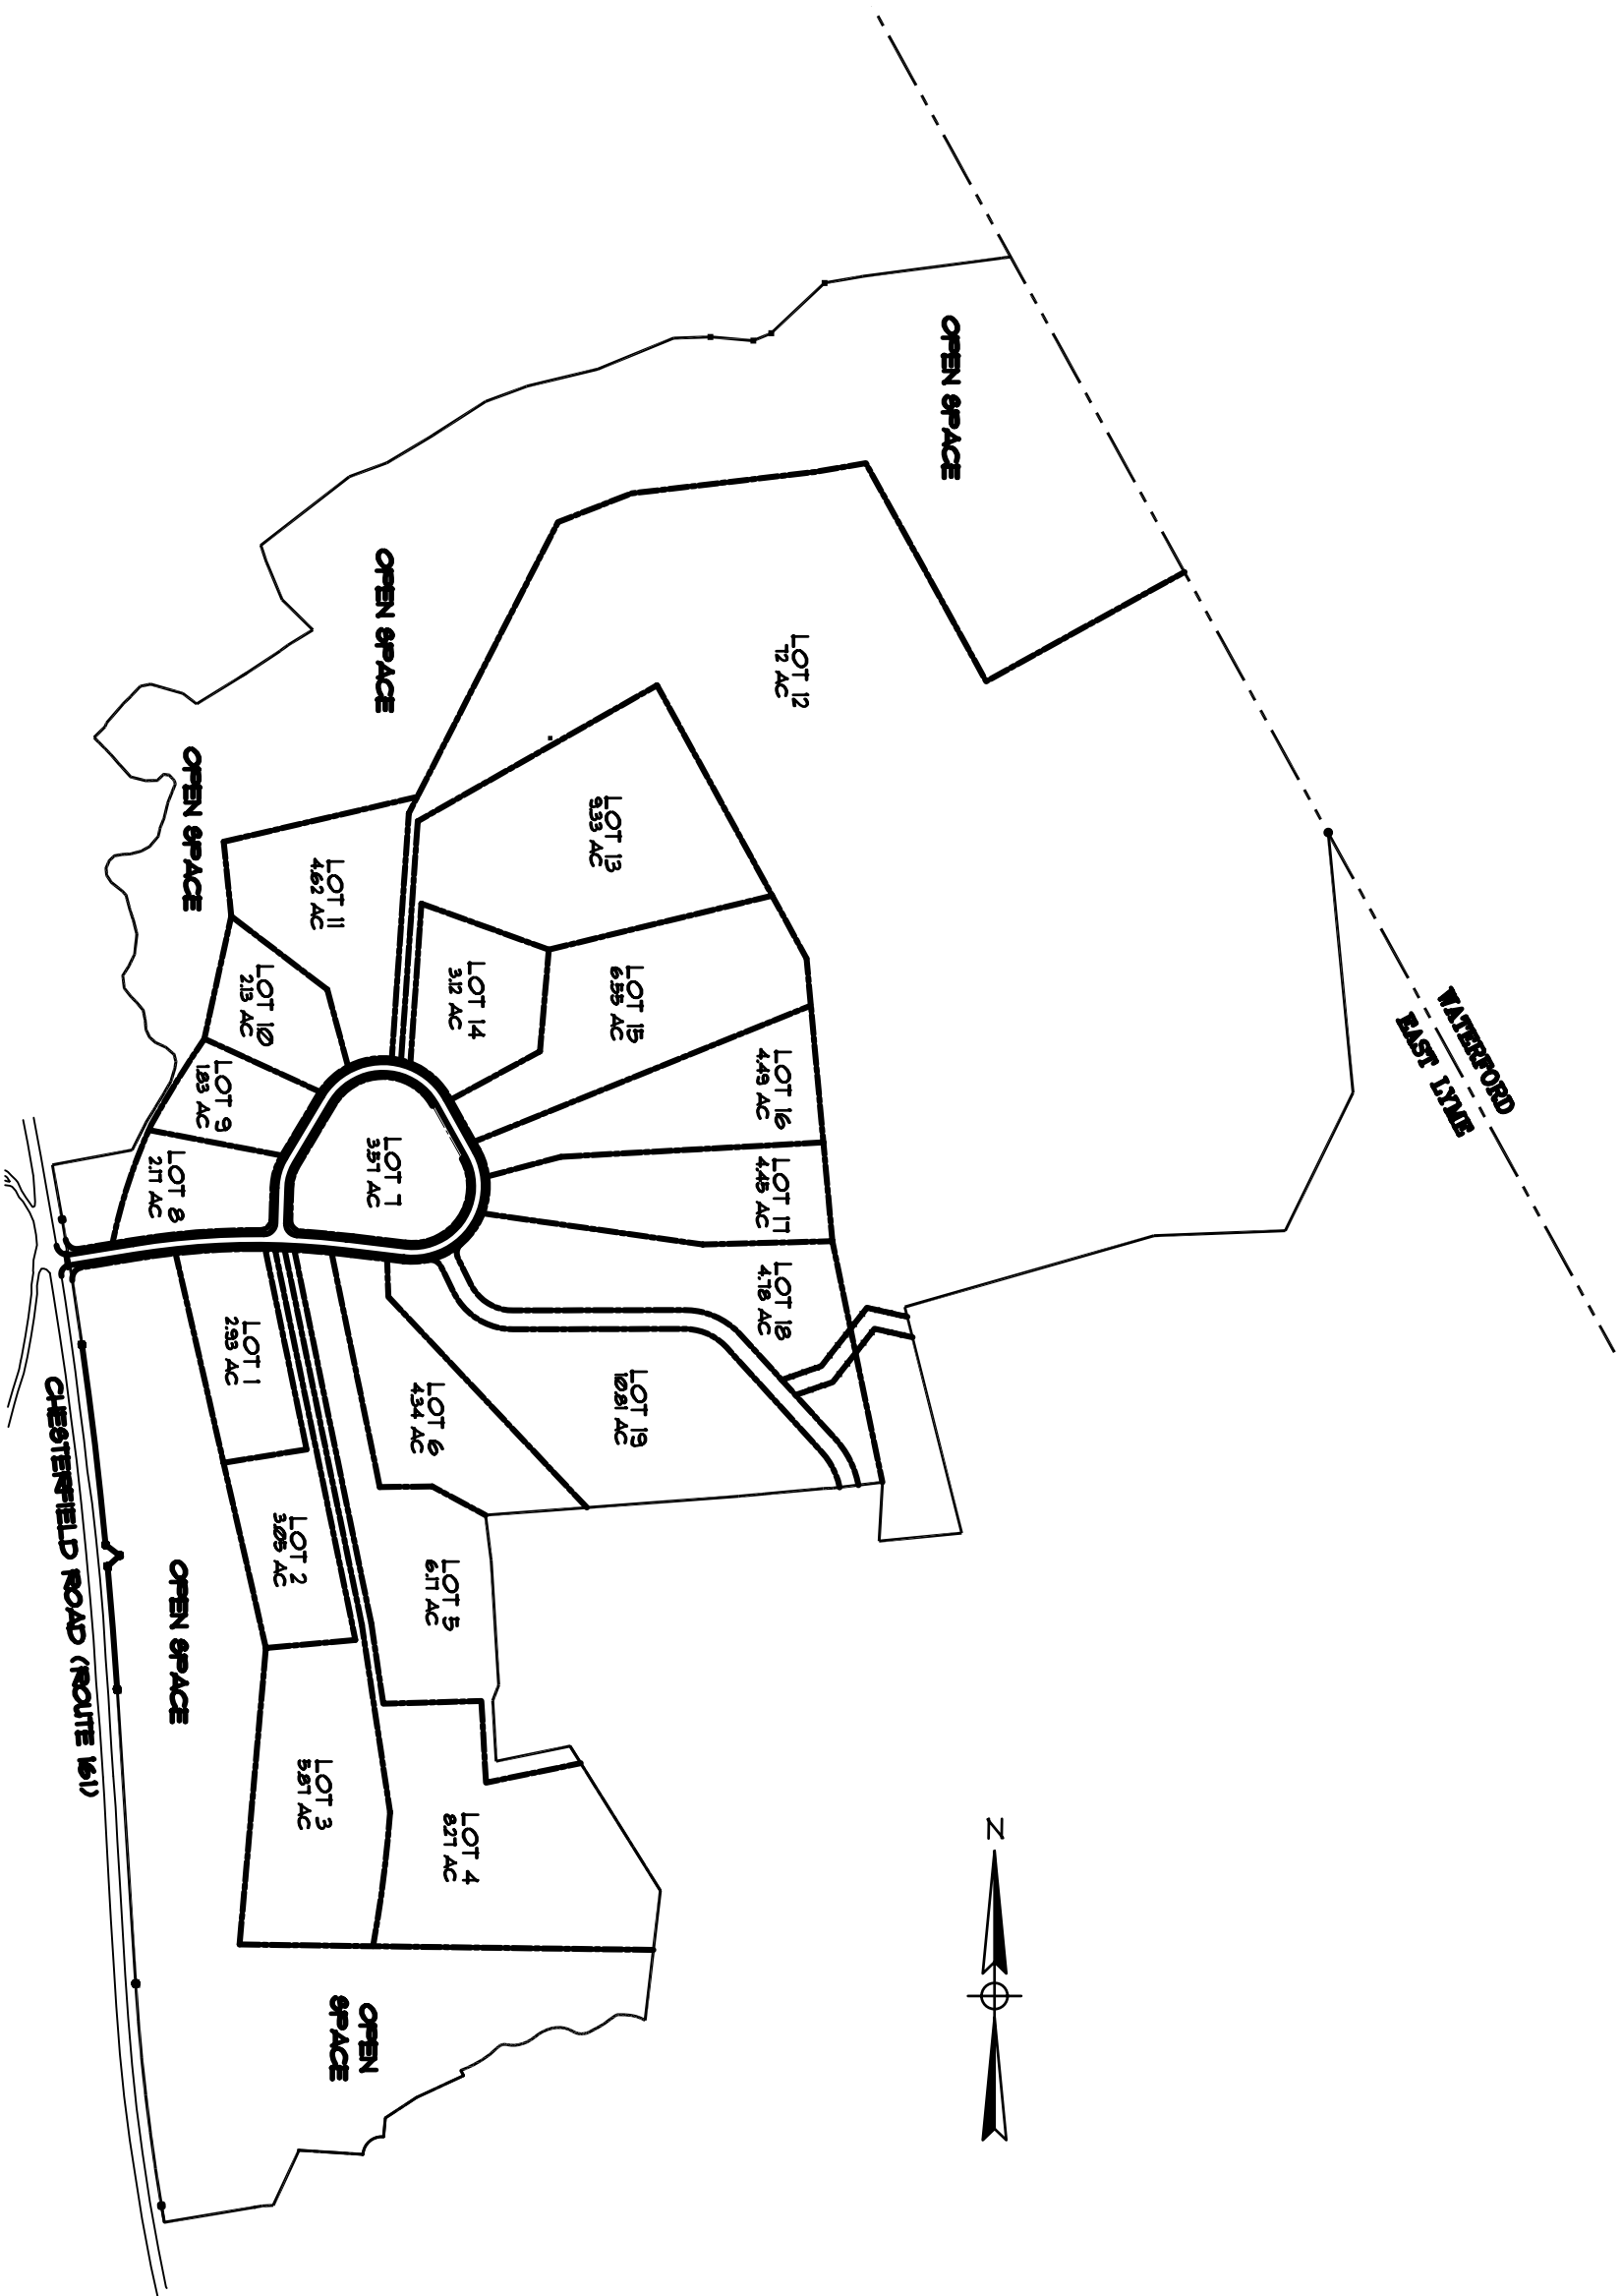 OPEN SPACE
WATERFORD
EAST LYME
LOT 12
72 AC
OPEN SPACE
OPEN SPACE
LOT 13
9.33 AC
LOT 11
4.62 AC
LOT 14
3.12 AC
LOT 15
6.55 AC
LOT 10
2.13 AC
LOT 16
4.49 AC
LOT 9
1.83 AC
LOT 7
3.57 AC
LOT 17
4.45 AC
LOT 8
2.17 AC
LOT 18
4.78 AC
LOT 1
2.93 AC
LOT 6
4.34 AC
LOT 19
10.81 AC
CHESTERFIELD ROAD (ROUTE 161)
LOT 2
3.05 AC
LOT 5
6.17 AC
OPEN SPACE
LOT 3
5.87 AC
LOT 4
8.27 AC
N
OPEN
SPACE